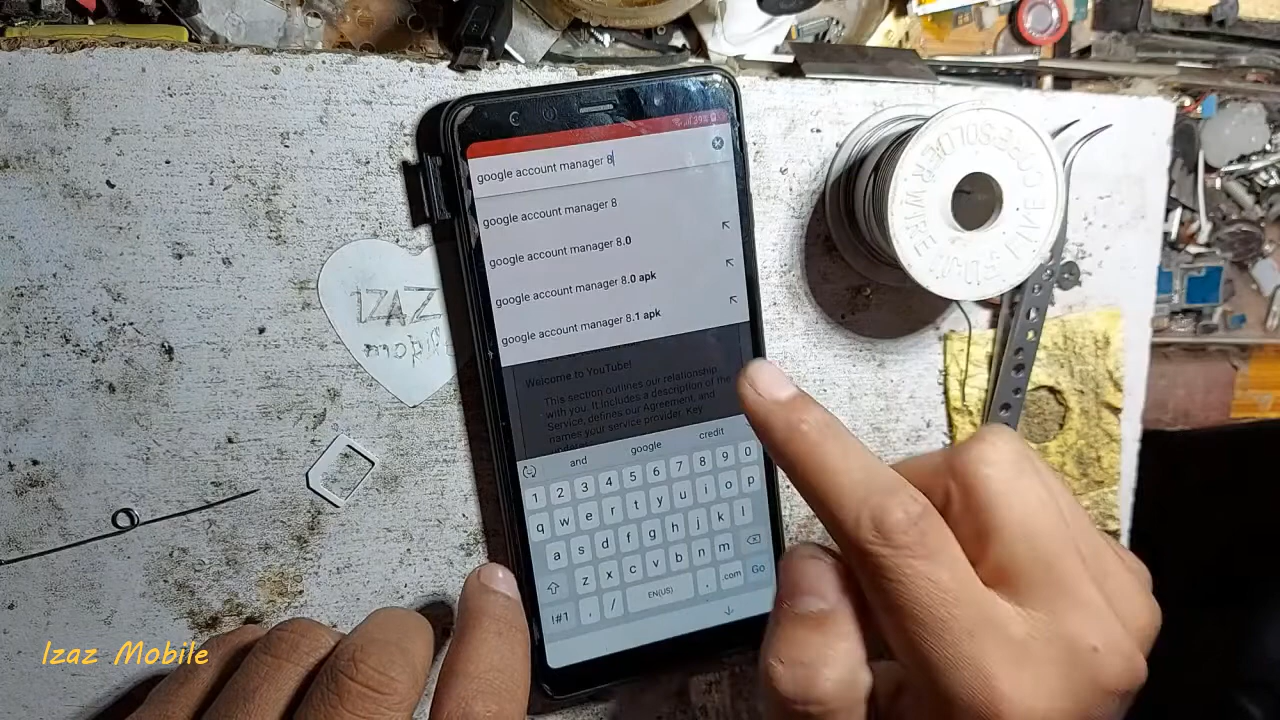 39%
google account manager 8
google account manager 8
google account manager 8.0
google account manager 8.0 apk
google account manager 8.1 apk
Welcome to YouTube!
This section outlines our relationship
with you. It includes a description of the
Service, defines our Agreement, and
names your service provider. Key
and google credit
1 2 3 4 5 6 7 8 9 0
q w e r t y u i o p
a s d f g h j k l
z x c v b n m
!#1 , / EN(US) . .com Go
IZAZ
FIVE CORE
SOLDER WIRE
Izaz Mobile